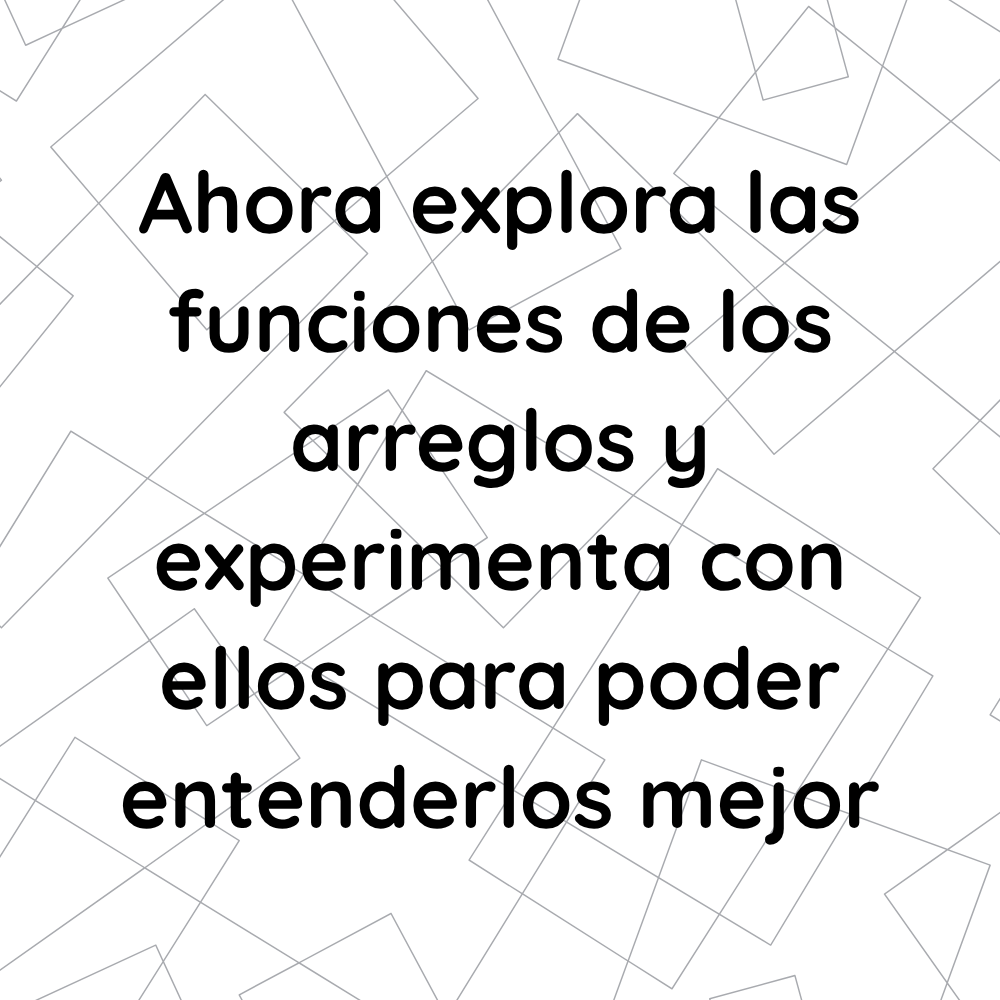 Ahora explora las
funciones de los
arreglos y
experimenta con
ellos para poder
entenderlos mejor